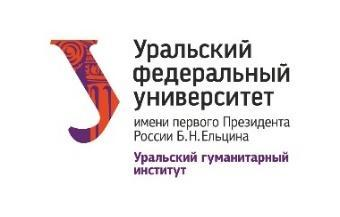 Уральский
федеральный
университет
имени первого Президента
России Б.Н.Ельцина
Уральский гуманитарный
институт